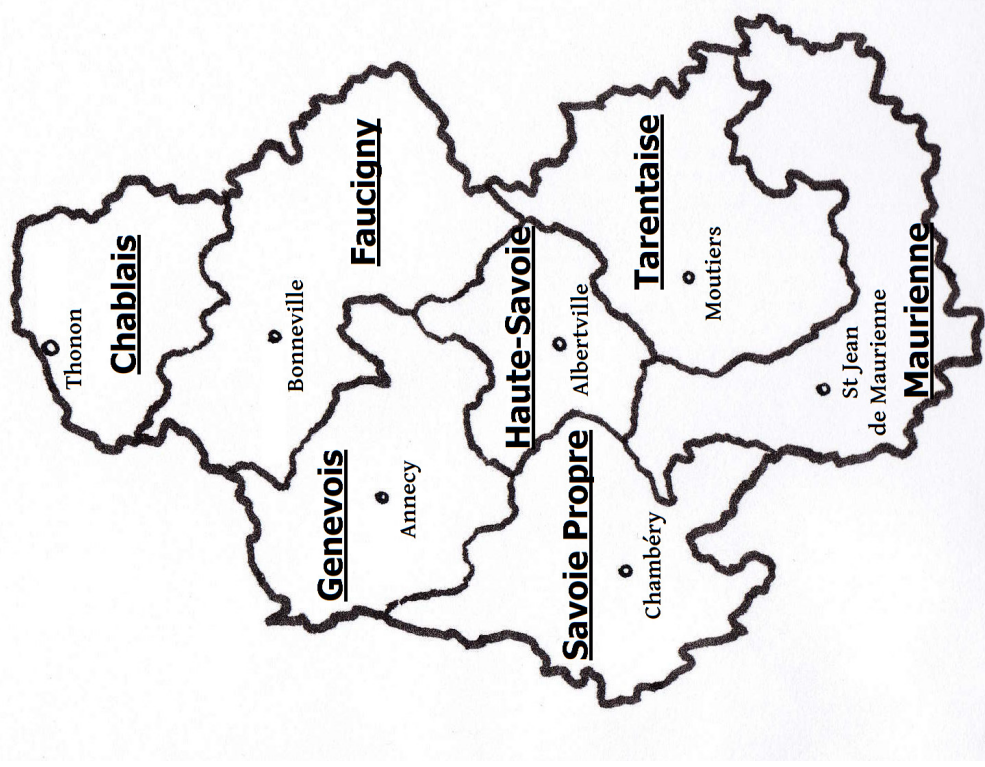 Thonon
Chablais
Bonneville
Genevois
Faucigny
Annecy
Haute-Savoie
Savoie Propre
Albertville
Tarentaise
Chambéry
Moutiers
St Jean
de Maurienne
Maurienne